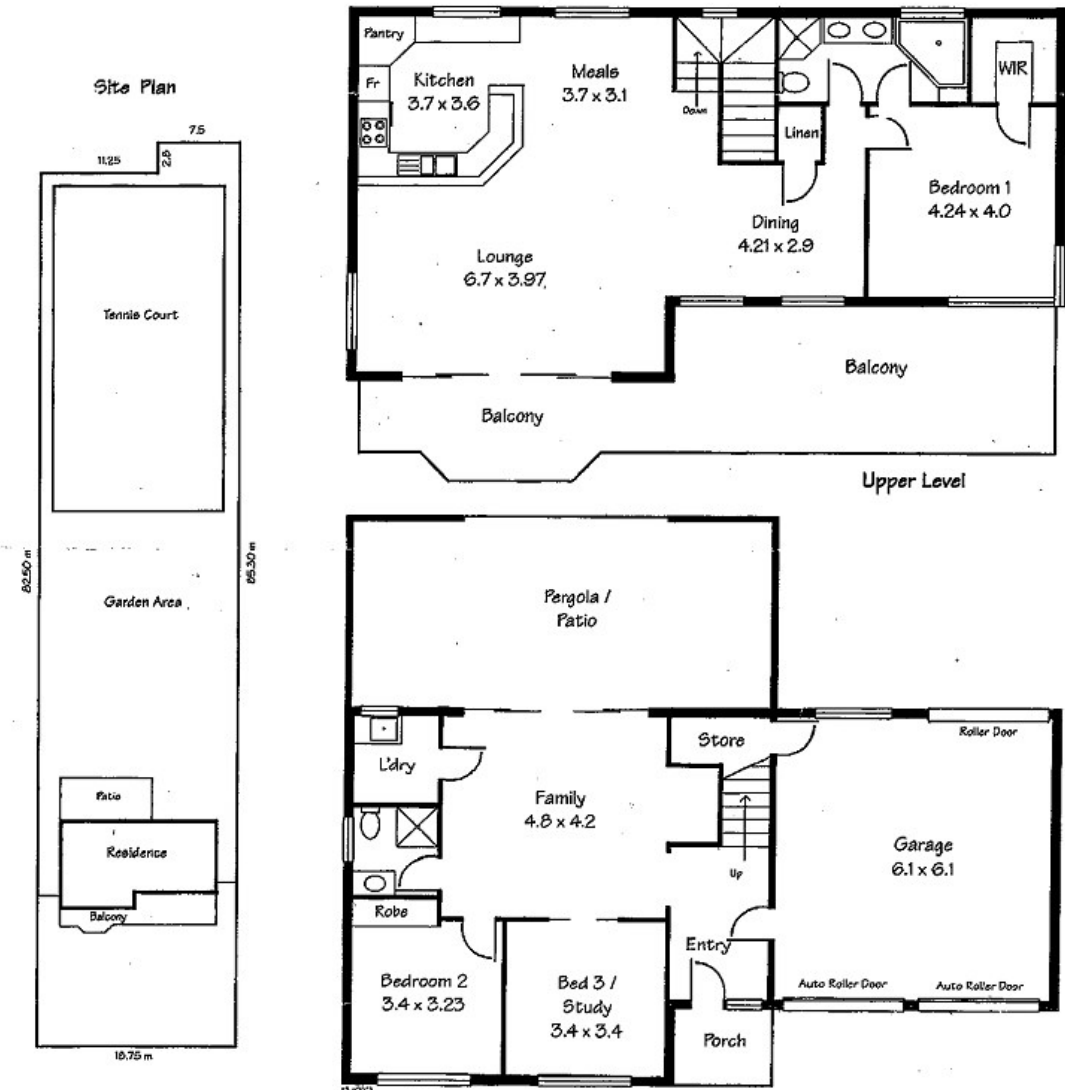 Site Plan
7.5
11.25
2.8
Tennis Court
82.50 m
85.30 m
Garden Area
Patio
Residence
Balcony
18.75 m
Pantry
Fr
Kitchen
3.7 x 3.6
Meals
3.7 x 3.1
Down
Linen
WIR
Bedroom 1
4.24 x 4.0
Dining
4.21 x 2.9
Lounge
6.7 x 3.97
Balcony
Balcony
Upper Level
Pergola /
Patio
Store
Roller Door
L'dry
Family
4.8 x 4.2
Garage
6.1 x 6.1
Up
Robe
Entry
Bedroom 2
3.4 x 3.23
Bed 3 /
Study
3.4 x 3.4
Auto Roller Door
Auto Roller Door
Porch